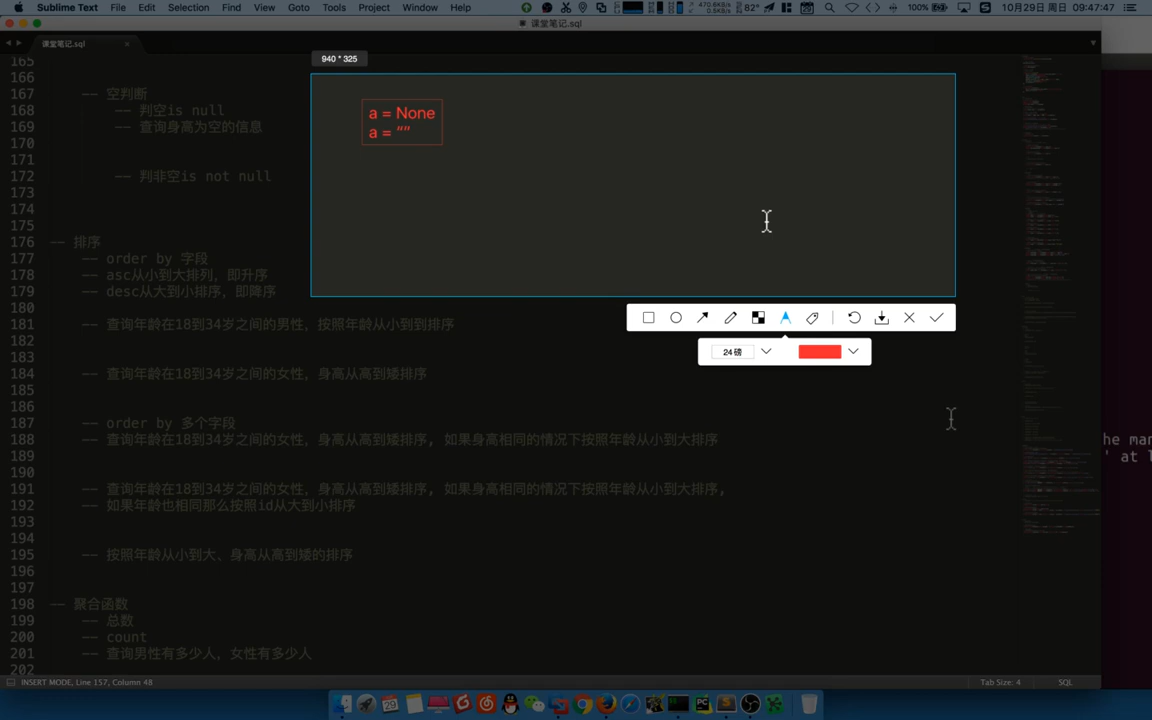 Sublime Text File Edit Selection Find View Goto Tools Project Window Help 470.6KB/s 0.5KB/s 82° 29 100% 10月29日 周日 09:47:47
课堂笔记.sql
课堂笔记.sql ×
940 * 325
a = None
a = “”
165
166
167 -- 空判断
168 -- 判空is null
169 -- 查询身高为空的信息
170
171
172 -- 判非空is not null
173
174
175
176 -- 排序
177 -- order by 字段
178 -- asc从小到大排列，即升序
179 -- desc从大到小排序，即降序
180
181 -- 查询年龄在18到34岁之间的男性，按照年龄从小到到排序
182
183
184 -- 查询年龄在18到34岁之间的女性，身高从高到矮排序
185
186
187 -- order by 多个字段
188 -- 查询年龄在18到34岁之间的女性，身高从高到矮排序, 如果身高相同的情况下按照年龄从小到大排序
189
190
191 -- 查询年龄在18到34岁之间的女性，身高从高到矮排序, 如果身高相同的情况下按照年龄从小到大排序,
192 -- 如果年龄也相同那么按照id从大到小排序
193
194
195 -- 按照年龄从小到大、身高从高到矮的排序
196
197
198 -- 聚合函数
199 -- 总数
200 -- count
201 -- 查询男性有多少人，女性有多少人
202
24磅
he man
' at l
INSERT MODE, Line 157, Column 48 Tab Size: 4 SQL